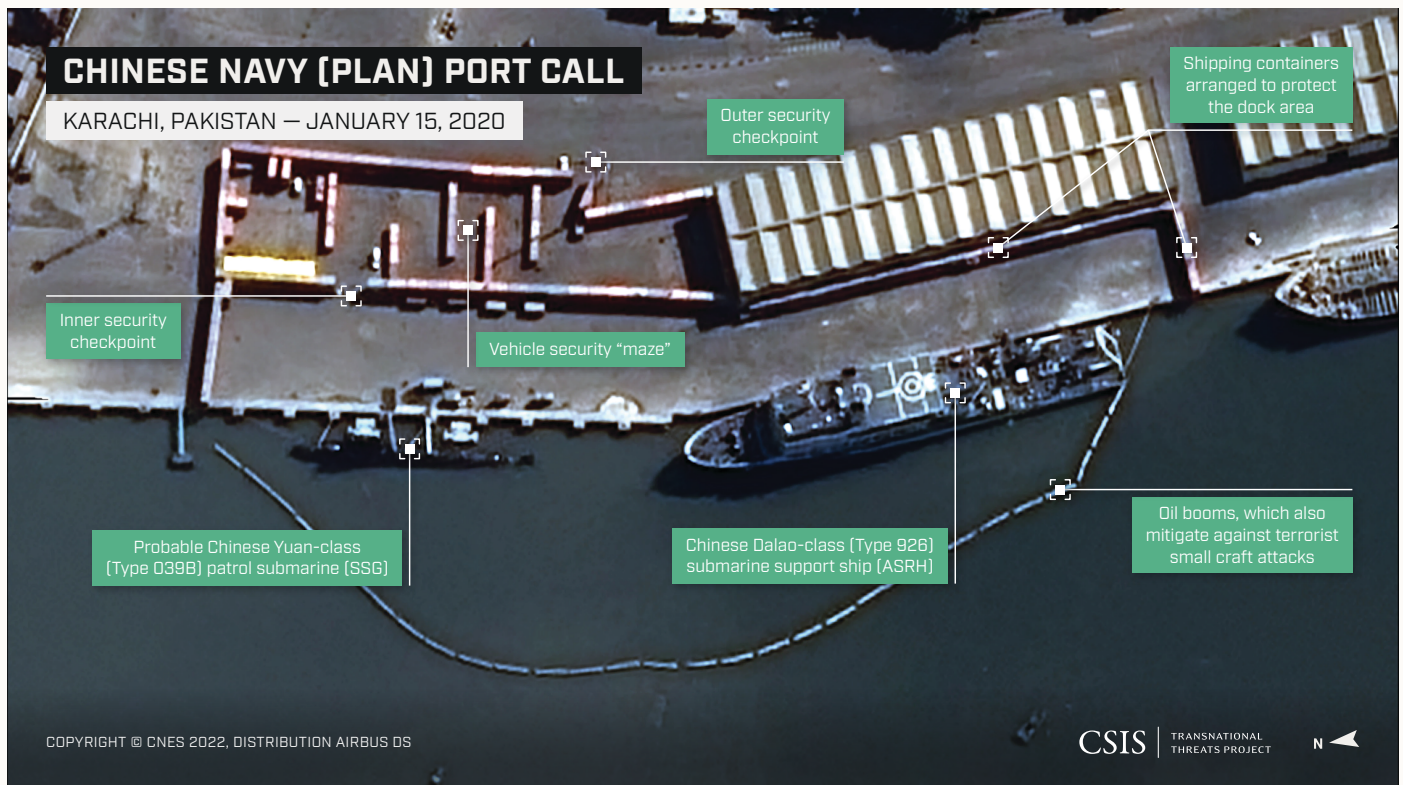 CHINESE NAVY (PLAN) PORT CALL
KARACHI, PAKISTAN — JANUARY 15, 2020
Shipping containers
arranged to protect
the dock area
Outer security
checkpoint
Inner security
checkpoint
Vehicle security “maze”
Probable Chinese Yuan-class
(Type 039B) patrol submarine (SSG)
Chinese Dalao-class (Type 926)
submarine support ship (ASRH)
Oil booms, which also
mitigate against terrorist
small craft attacks
COPYRIGHT © CNES 2022, DISTRIBUTION AIRBUS DS
CSIS
TRANSNATIONAL
THREATS PROJECT
N